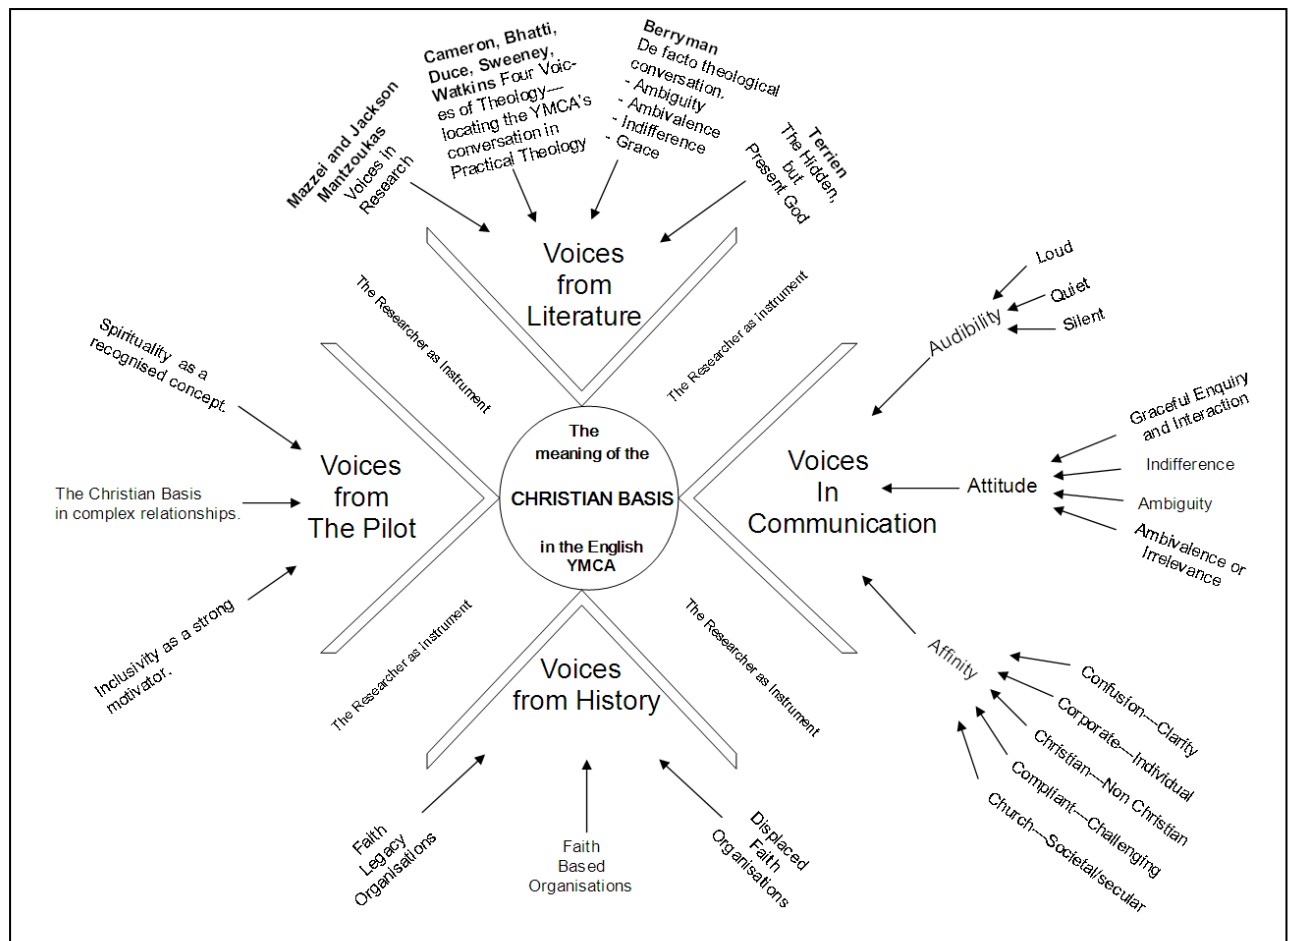 Mazzei and Jackson
Mantzoukas
Voices in
Research
Cameron, Bhatti,
Duce, Sweeney,
Watkins Four Voic-
es of Theology—
locating the YMCA's
conversation in
Practical Theology
Berryman
De facto theological
conversation.
- Ambiguity
- Ambivalence
- Indifference
- Grace
Terrien
The Hidden,
but
Present God
Voices
from
Literature
The Researcher as Instrument
The Researcher as instrument
Spirituality as a
recognised concept.
The Christian Basis
in complex relationships.
Inclusivity as a strong
motivator.
Voices
from
The Pilot
The
meaning of the
CHRISTIAN BASIS
in the English
YMCA
Voices
In
Communication
Audibility
Loud
Quiet
Silent
Attitude
Graceful Enquiry
and Interaction
Indifference
Ambiguity
Ambivalence or
Irrelevance
Affinity
Confusion—Clarity
Corporate—Individual
Christian—Non Christian
Compliant—Challenging
Church—Societal/secular
The Researcher as instrument
The Researcher as Instrument
Voices
from History
Faith
Legacy
Organisations
Faith
Based
Organisations
Displaced
Faith
Organisations